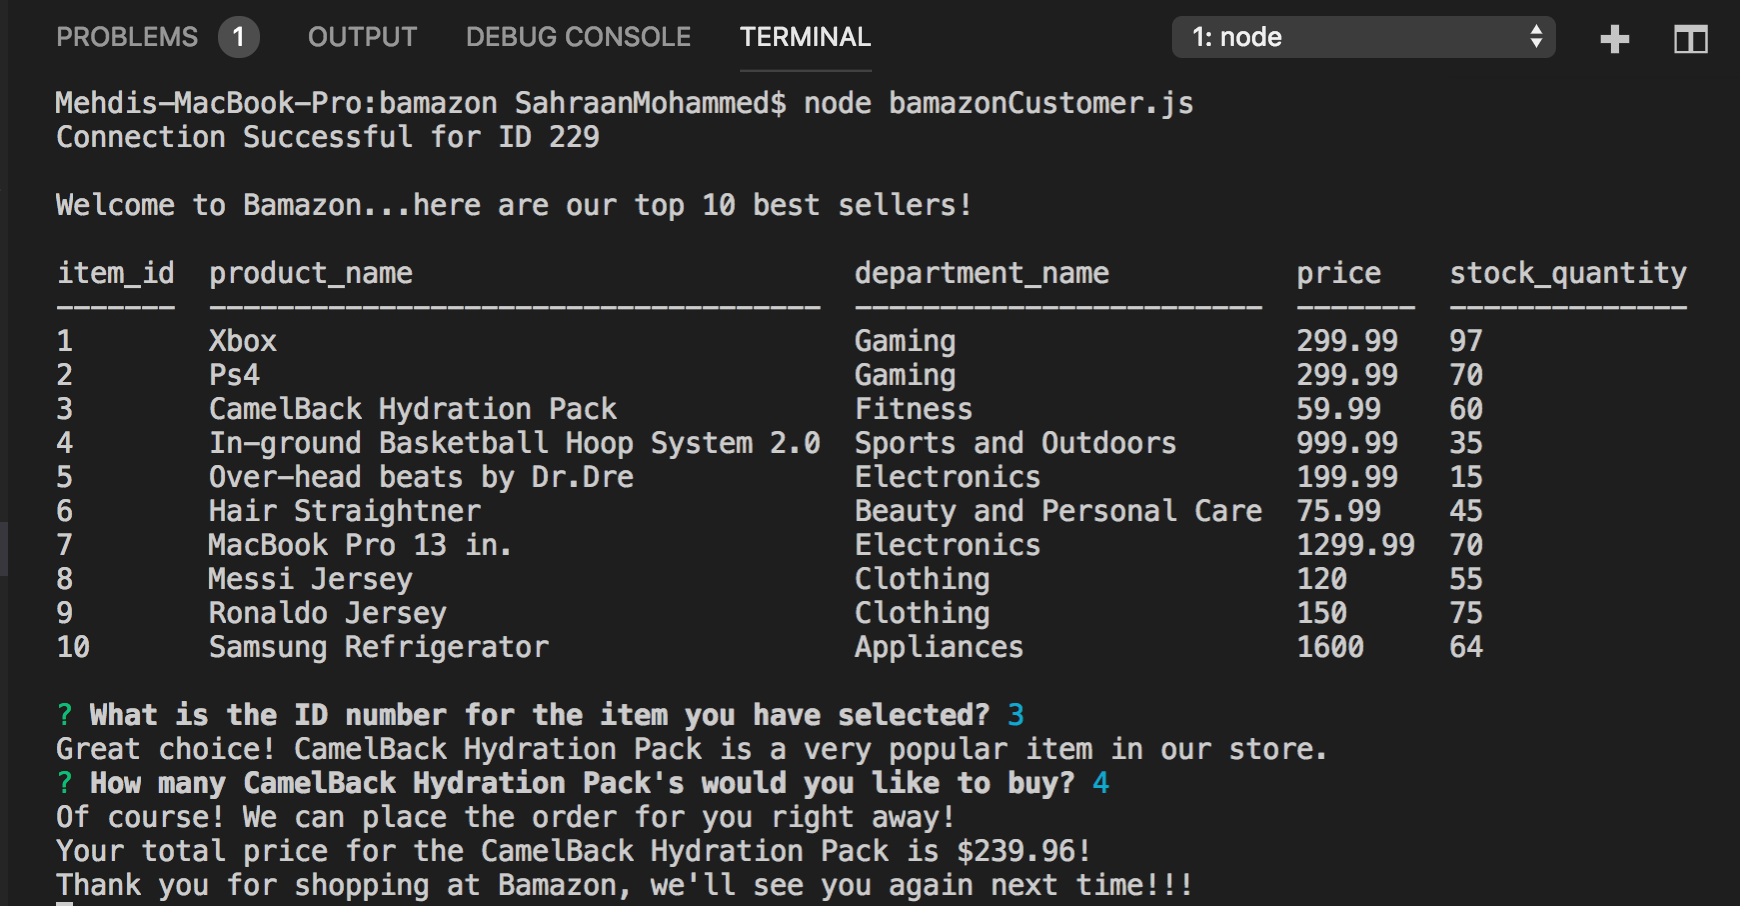 PROBLEMS 1 OUTPUT DEBUG CONSOLE TERMINAL 1: node
Mehdis-MacBook-Pro:bamazon SahraanMohammed$ node bamazonCustomer.js
Connection Successful for ID 229
Welcome to Bamazon...here are our top 10 best sellers!
item_id product_name department_name price stock_quantity
------- ------------------------------------ ------------------------ ------- --------------
1 Xbox Gaming 299.99 97
2 Ps4 Gaming 299.99 70
3 CamelBack Hydration Pack Fitness 59.99 60
4 In-ground Basketball Hoop System 2.0 Sports and Outdoors 999.99 35
5 Over-head beats by Dr.Dre Electronics 199.99 15
6 Hair Straightner Beauty and Personal Care 75.99 45
7 MacBook Pro 13 in. Electronics 1299.99 70
8 Messi Jersey Clothing 120 55
9 Ronaldo Jersey Clothing 150 75
10 Samsung Refrigerator Appliances 1600 64
? What is the ID number for the item you have selected? 3
Great choice! CamelBack Hydration Pack is a very popular item in our store.
? How many CamelBack Hydration Pack's would you like to buy? 4
Of course! We can place the order for you right away!
Your total price for the CamelBack Hydration Pack is $239.96!
Thank you for shopping at Bamazon, we'll see you again next time!!!